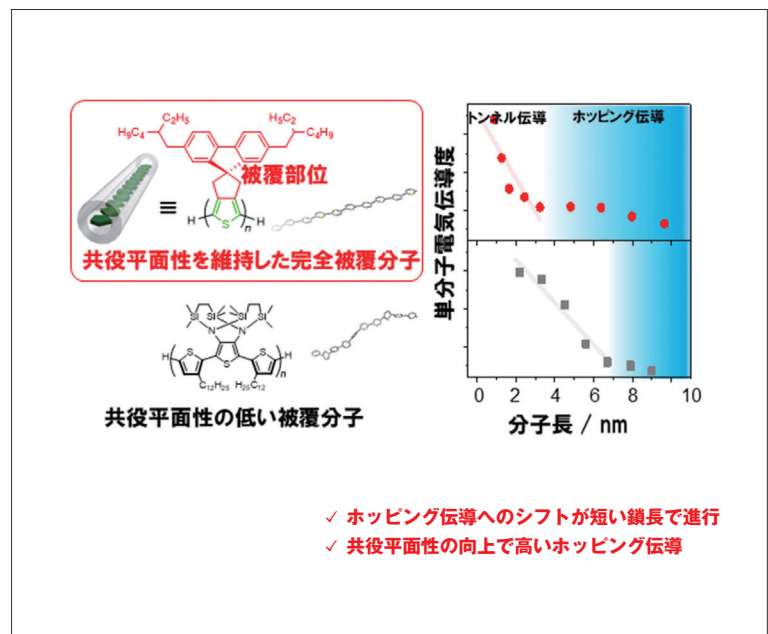 トンネル伝導 ホッピング伝導
C₂H₅ H₅C₂
H₉C₄ C₄H₉
被覆部位
≡ H S n H
共役平面性を維持した完全被覆分子
単分子電気伝導度
Si Si Si Si
N N
H S S S n H
C₁₂H₂₅ H₂₅C₁₂
共役平面性の低い被覆分子
0 2 4 6 8 10
分子長 / nm
✓ ホッピング伝導へのシフトが短い鎖長で進行
✓ 共役平面性の向上で高いホッピング伝導